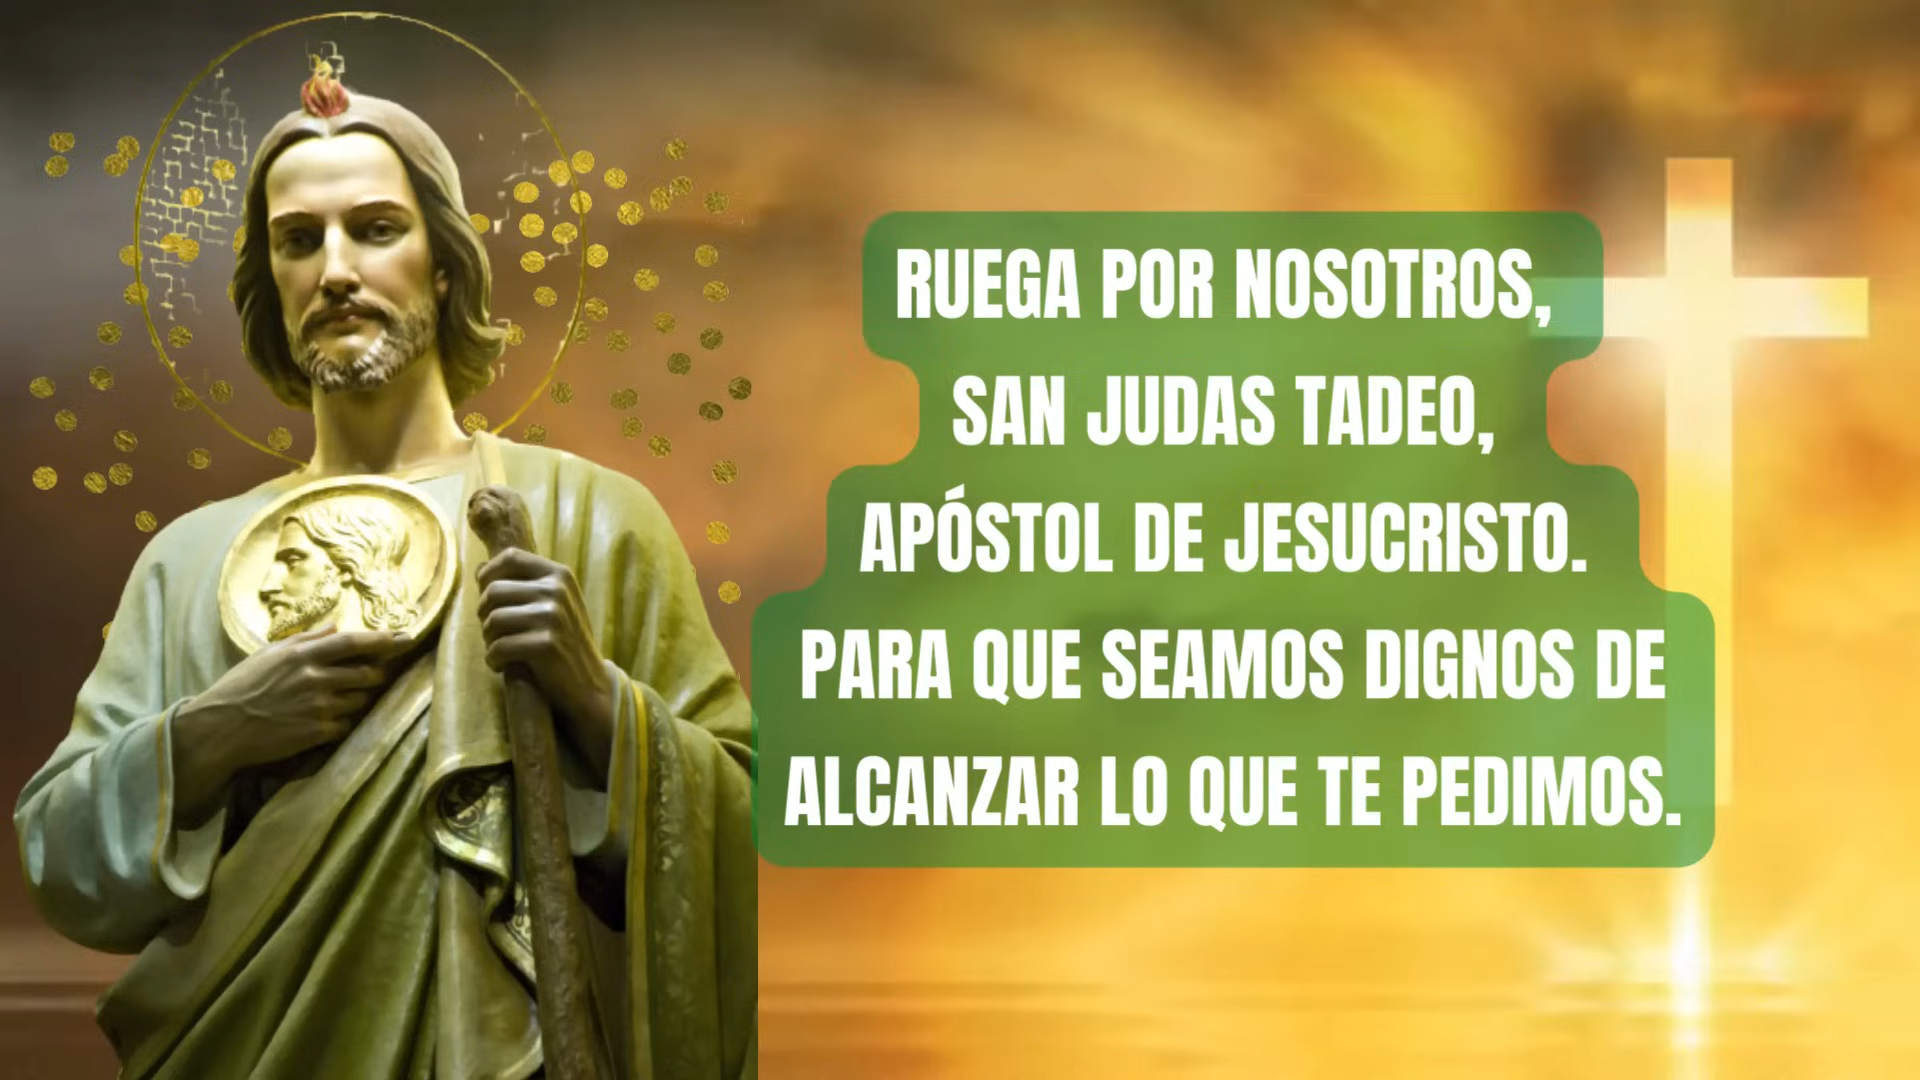 RUEGA POR NOSOTROS,
SAN JUDAS TADEO,
APÓSTOL DE JESUCRISTO.
PARA QUE SEAMOS DIGNOS DE
ALCANZAR LO QUE TE PEDIMOS.